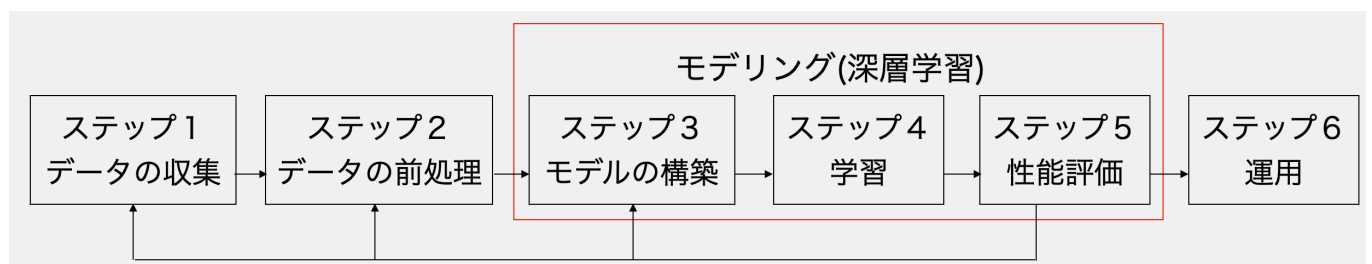 モデリング(深層学習)
ステップ１
データの収集
ステップ２
データの前処理
ステップ３
モデルの構築
ステップ４
学習
ステップ５
性能評価
ステップ６
運用